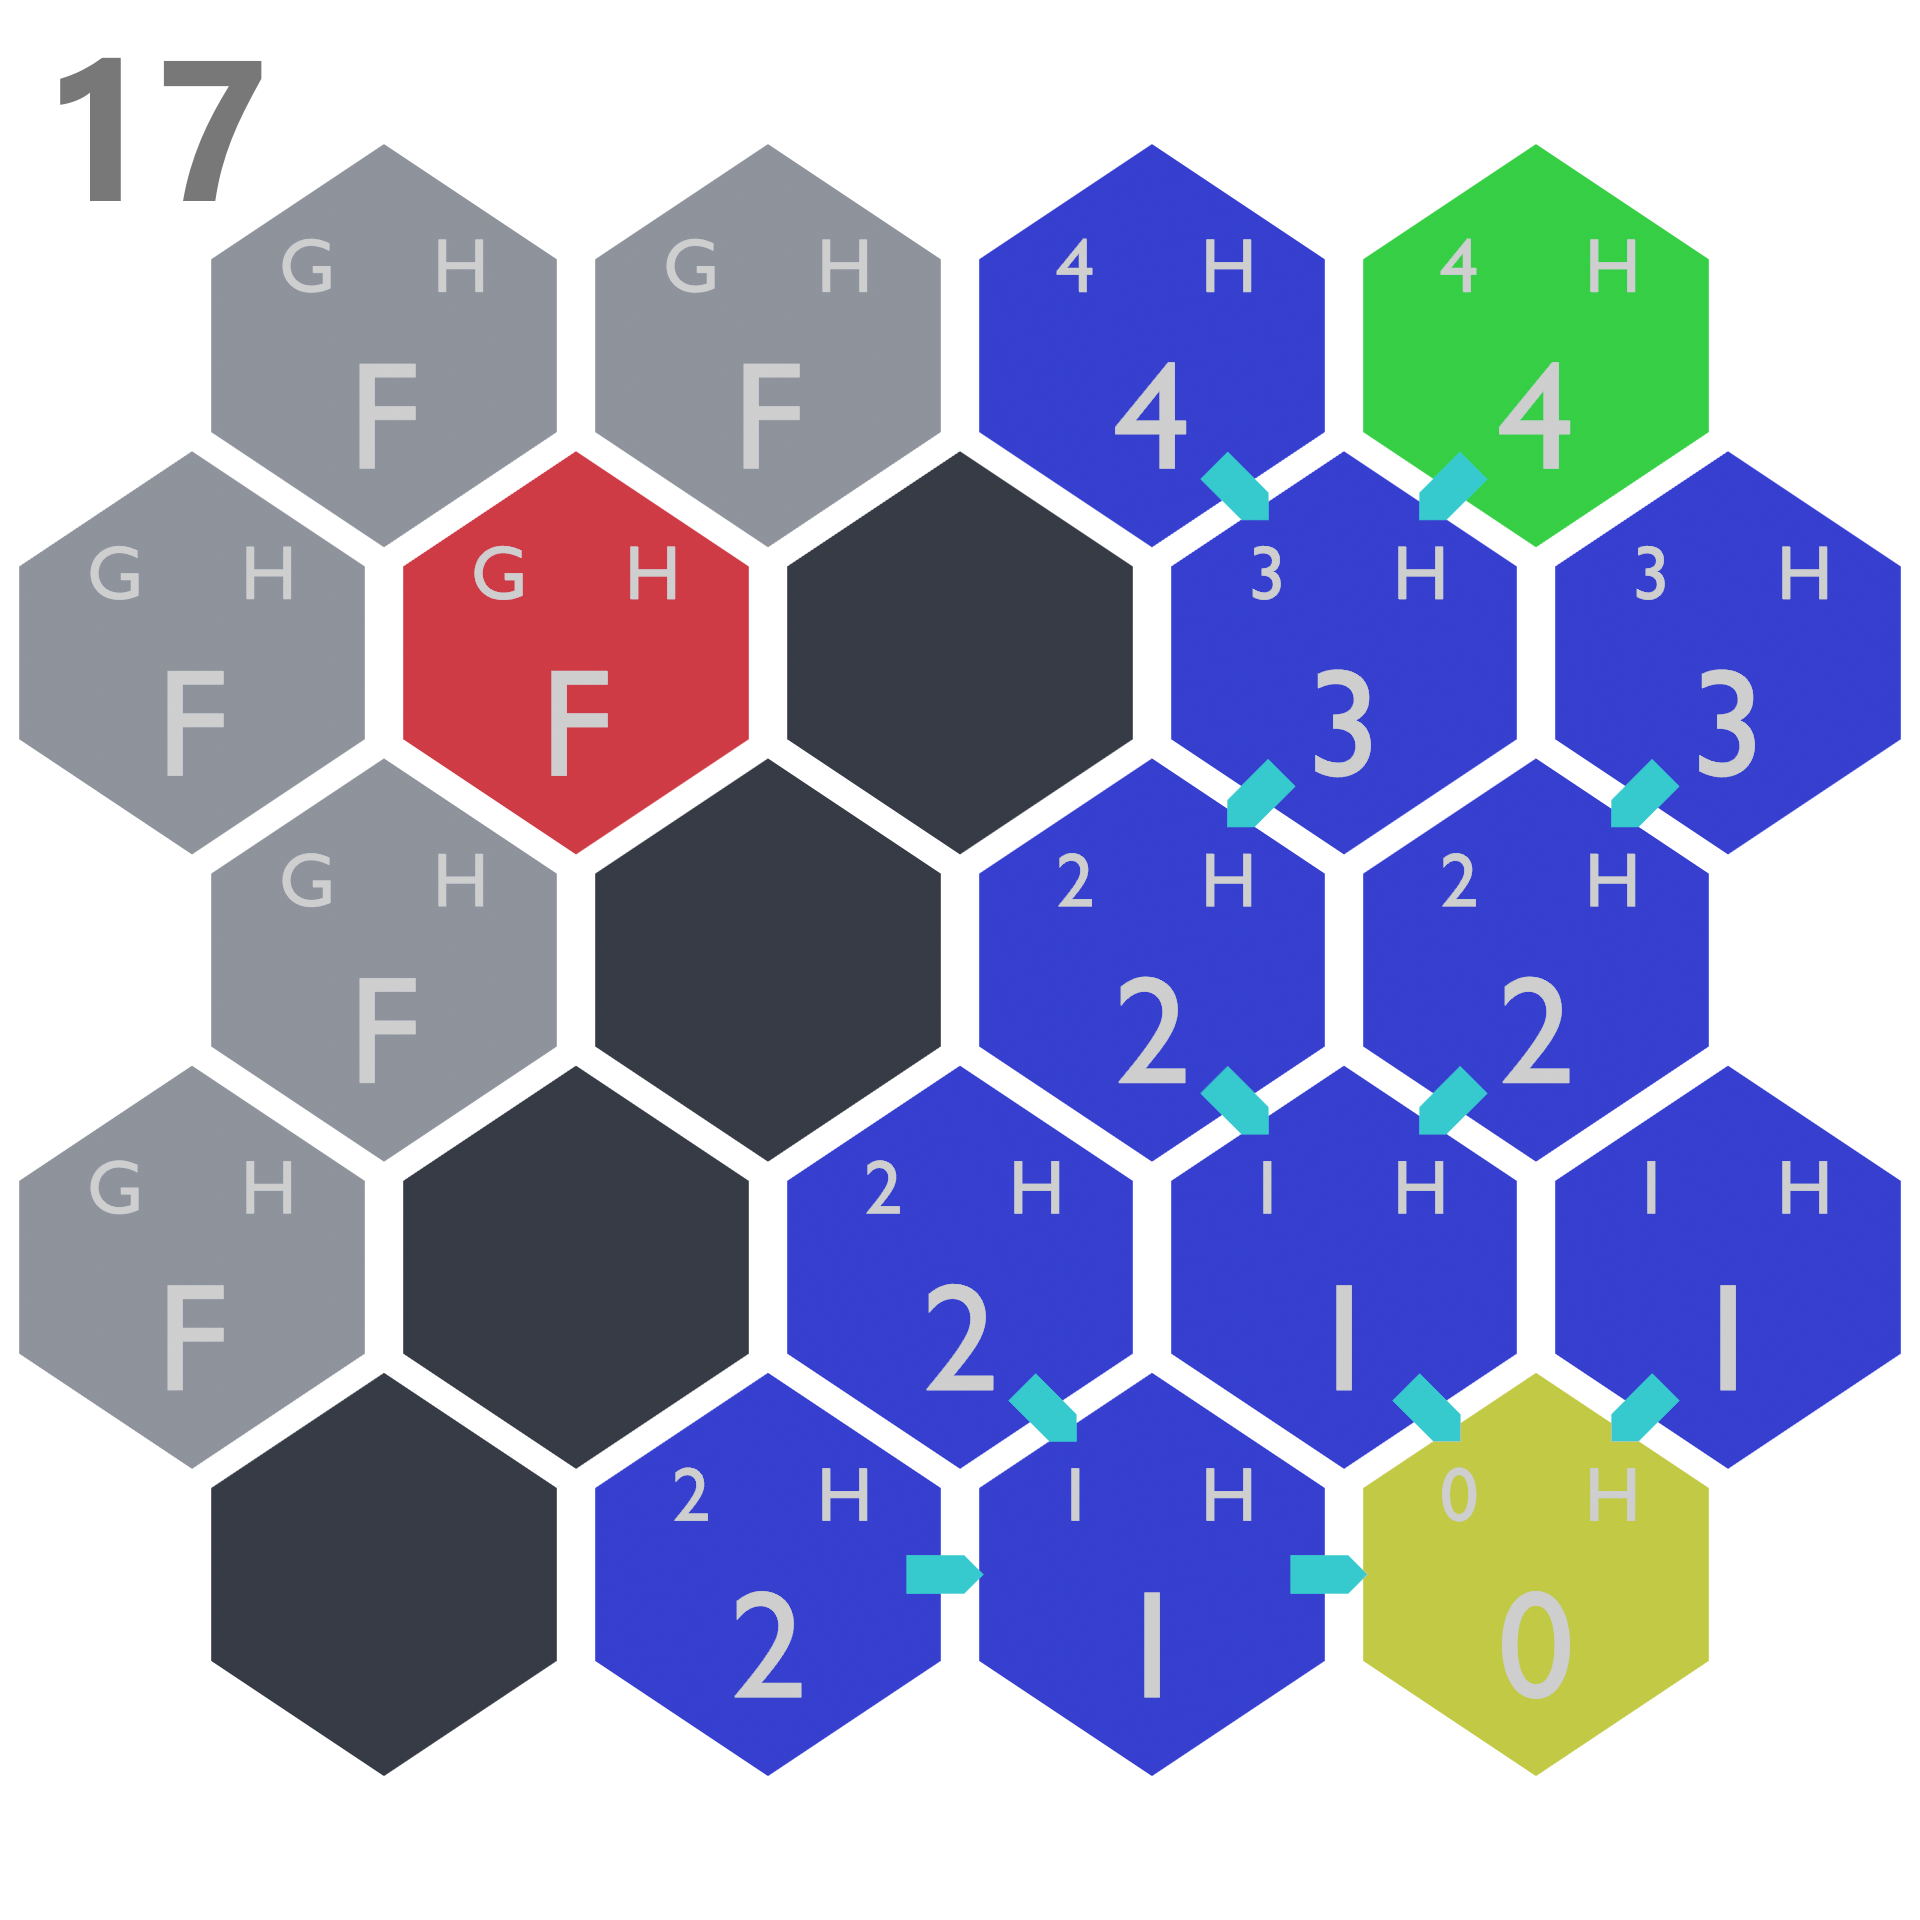 17
G H G H 4 H 4 H
F F 4 4
G H G H 3 H 3 H
F F 3 3
G H 2 H 2 H
F 2 2
G H 2 H 1 H 1 H
F 2 1 1
2 H 1 H 0 H
2 1 0